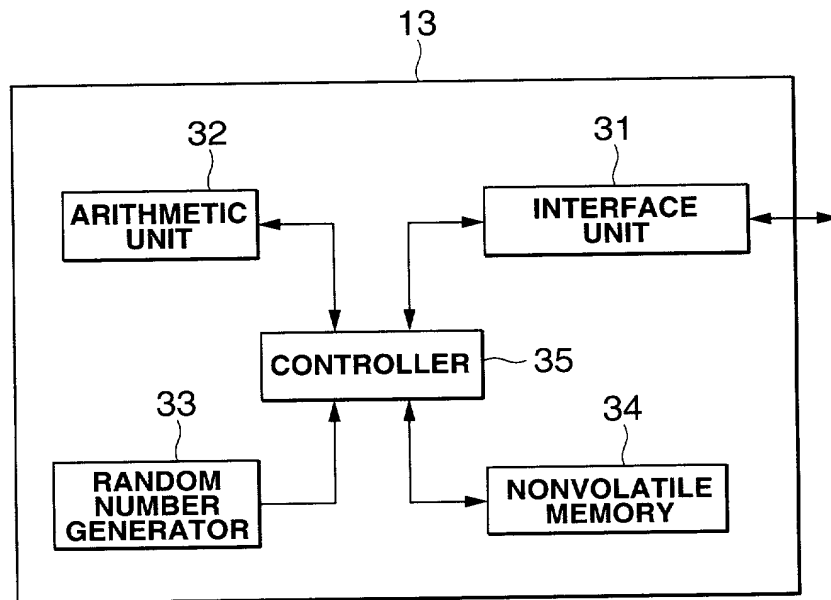 13
32
31
ARITHMETIC
UNIT
INTERFACE
UNIT
CONTROLLER
35
33
34
RANDOM
NUMBER
GENERATOR
NONVOLATILE
MEMORY